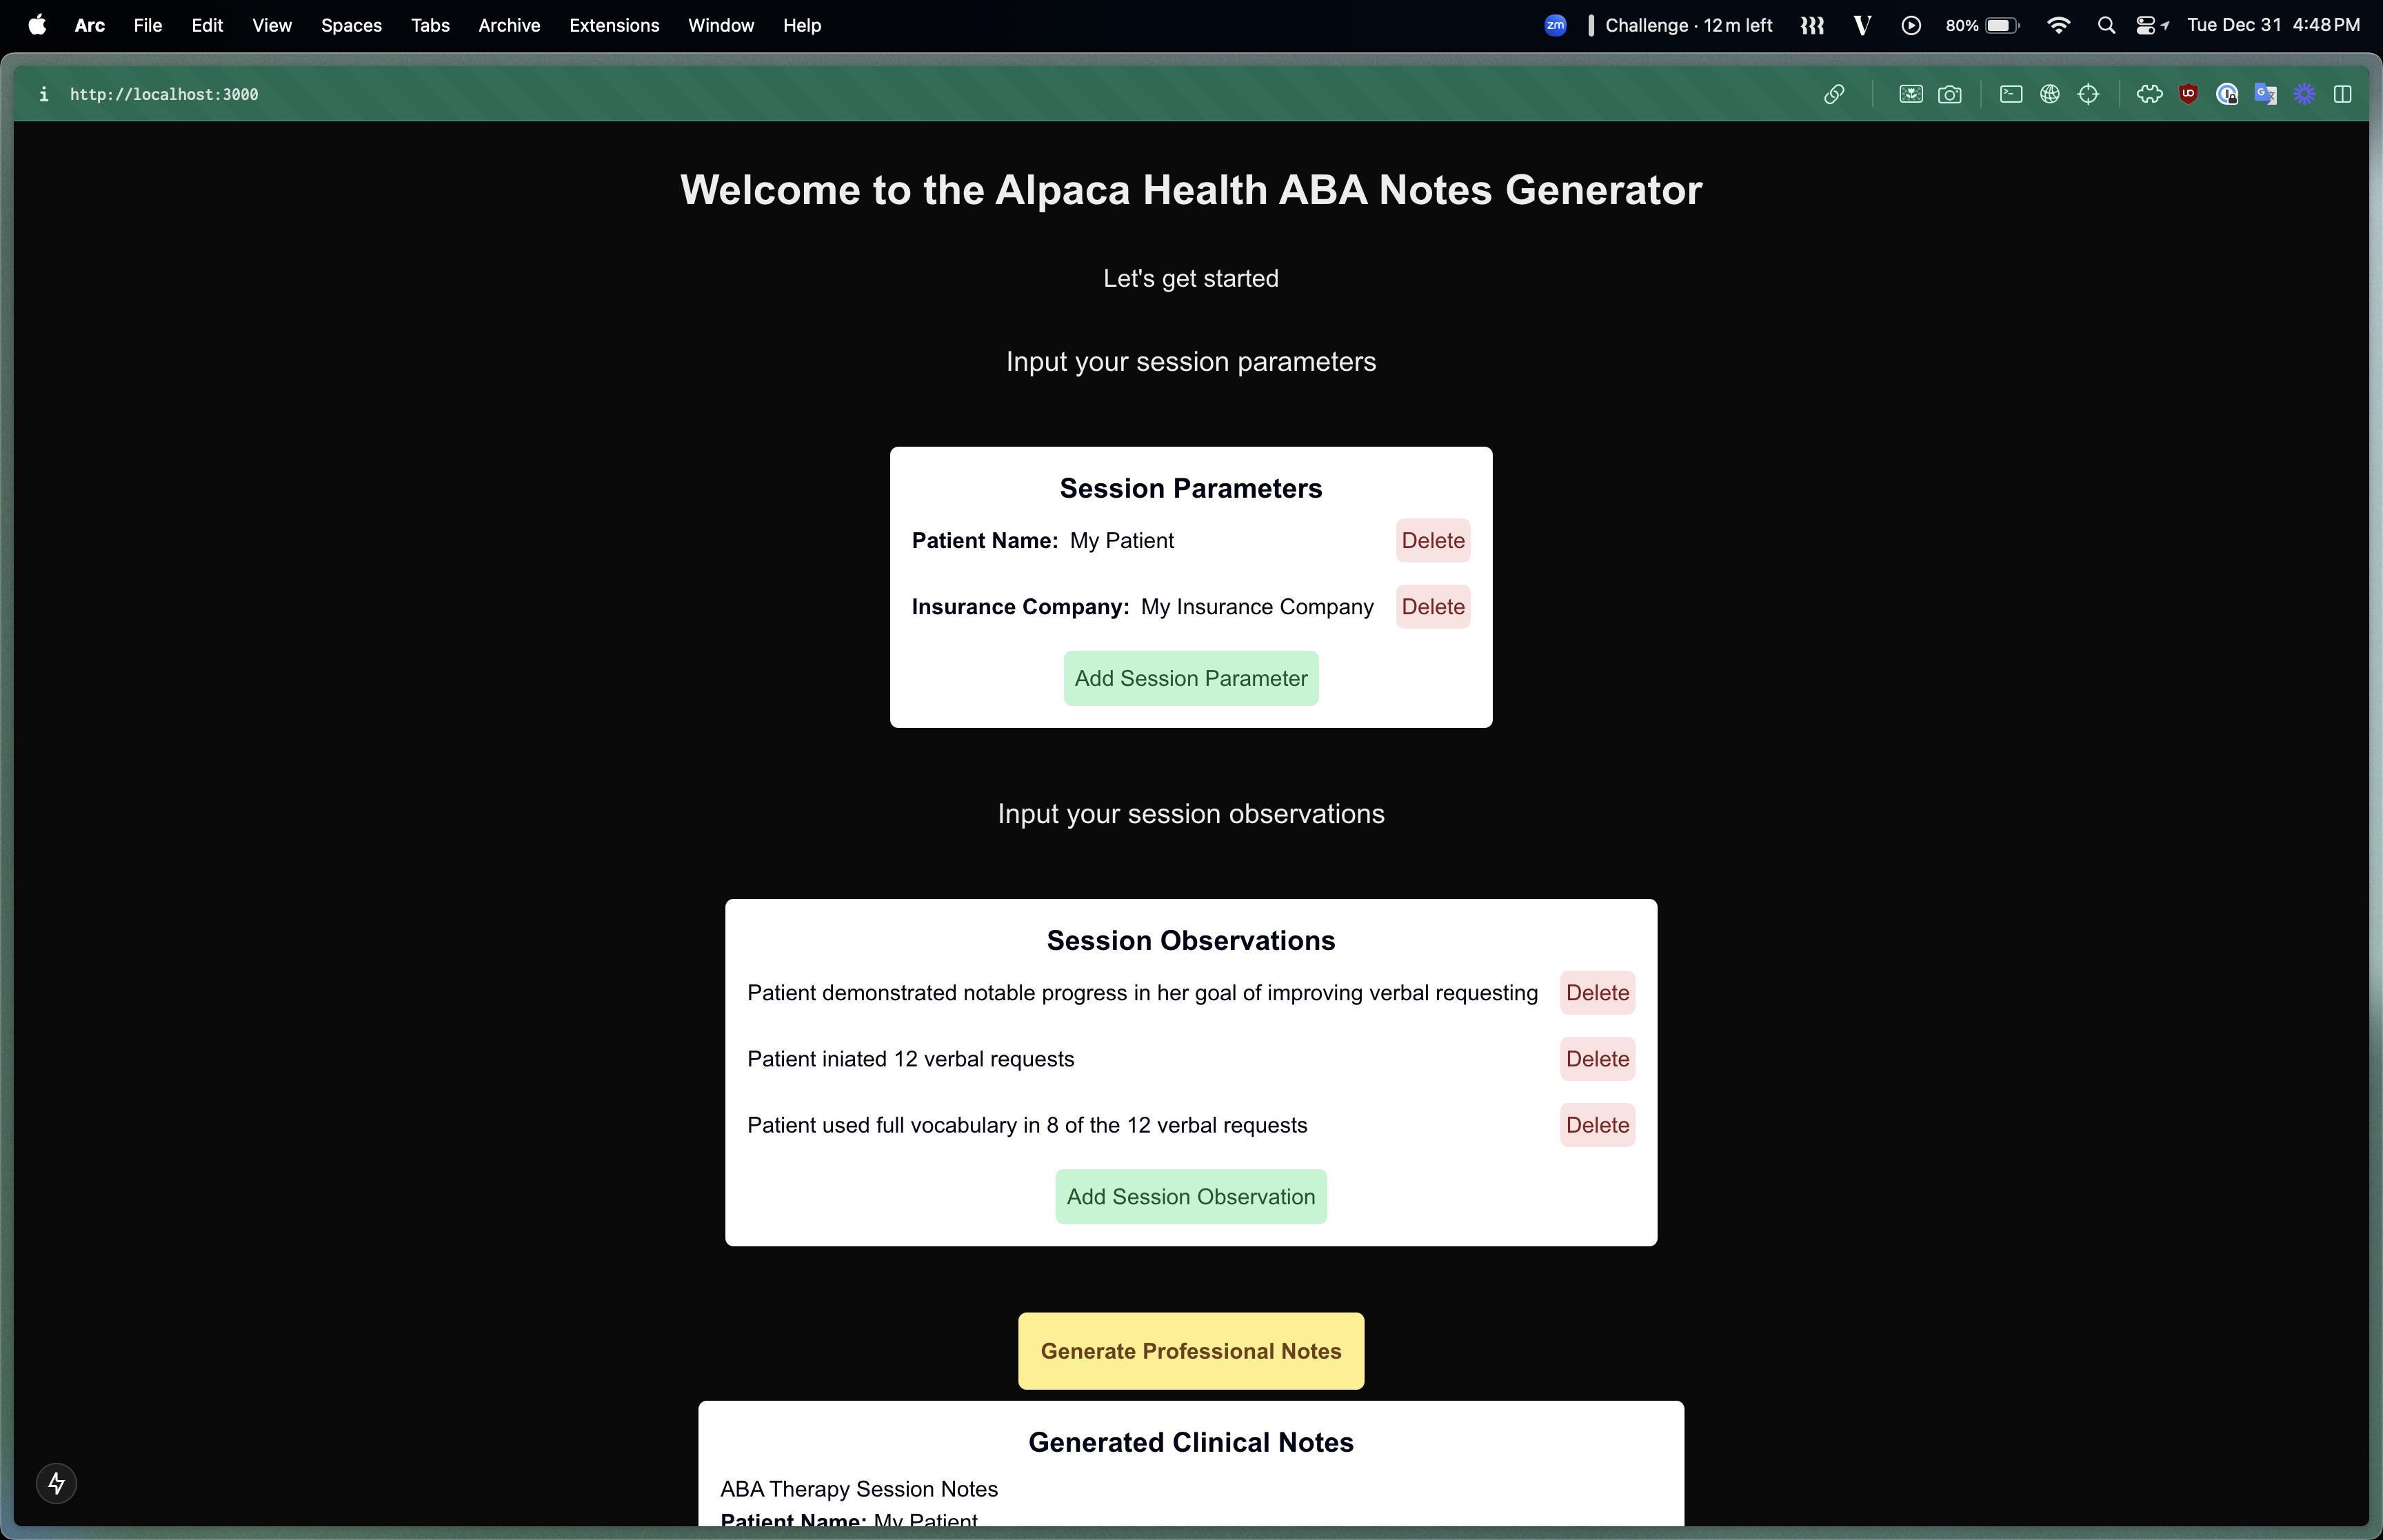 Arc File Edit View Spaces Tabs Archive Extensions Window Help zm Challenge · 12 m left V 80% Tue Dec 31 4:48 PM
i http://localhost:3000
Welcome to the Alpaca Health ABA Notes Generator
Let's get started
Input your session parameters
Session Parameters
Patient Name: My Patient Delete
Insurance Company: My Insurance Company Delete
Add Session Parameter
Input your session observations
Session Observations
Patient demonstrated notable progress in her goal of improving verbal requesting Delete
Patient iniated 12 verbal requests Delete
Patient used full vocabulary in 8 of the 12 verbal requests Delete
Add Session Observation
Generate Professional Notes
Generated Clinical Notes
ABA Therapy Session Notes
Patient Name: My Patient